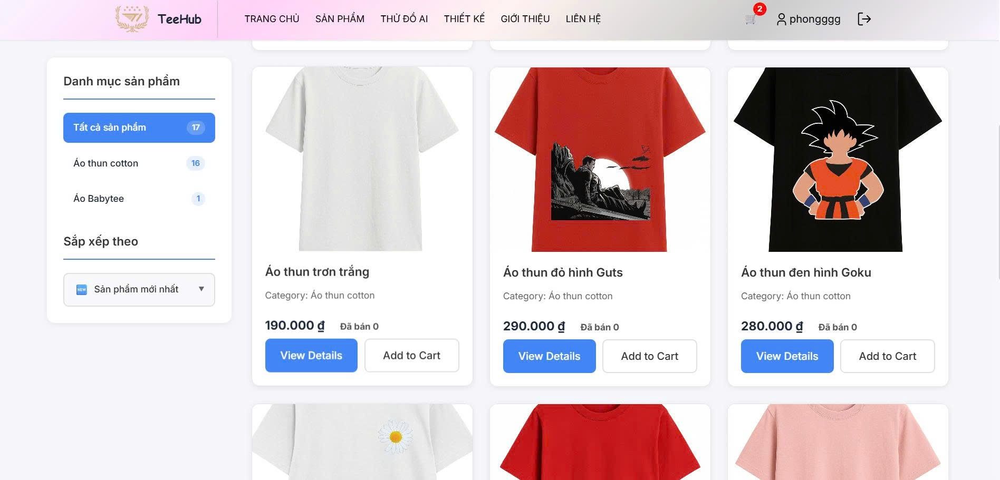 TeeHub
TRANG CHỦ SẢN PHẨM THỬ ĐỒ AI THIẾT KẾ GIỚI THIỆU LIÊN HỆ
2
phongggg
Danh mục sản phẩm
Tất cả sản phẩm 17
Áo thun cotton 16
Áo Babytee 1
Sắp xếp theo
NEW Sản phẩm mới nhất
Áo thun trơn trắng
Category: Áo thun cotton
190.000 ₫ Đã bán 0
View Details Add to Cart
Áo thun đỏ hình Guts
Category: Áo thun cotton
290.000 ₫ Đã bán 0
View Details Add to Cart
Áo thun đen hình Goku
Category: Áo thun cotton
280.000 ₫ Đã bán 0
View Details Add to Cart